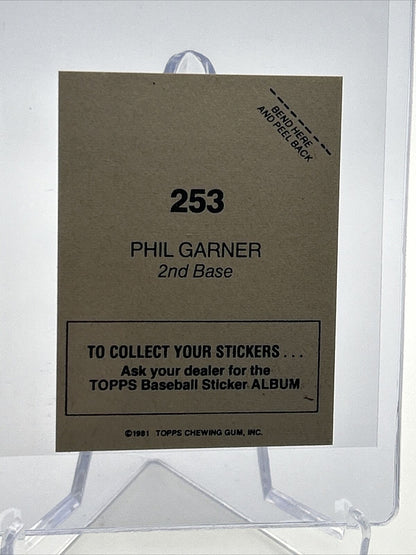 BEND HERE
AND PEEL BACK
253
PHIL GARNER
2nd Base
TO COLLECT YOUR STICKERS . . .
Ask your dealer for the
TOPPS Baseball Sticker ALBUM
©1981 TOPPS CHEWING GUM, INC.